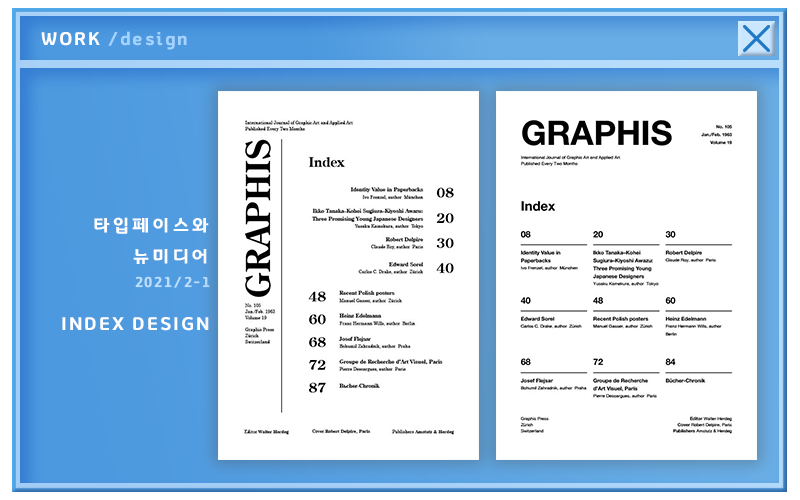 WORK /design
타입페이스와
뉴미디어
2021/2-1
INDEX DESIGN
International Journal of Graphic Art and Applied Art
Published Every Two Months
GRAPHIS
No. 105
Jan./Feb. 1963
Volume 19
Graphis Press
Zürich
Switzerland
Index
Identity Value in Paperbacks
Ivo Frenzel, author München
08
Ikko Tanaka-Kohei Sugiura-Kiyoshi Awazu:
Three Promising Young Japanese Designers
Yusaku Kamekura, author Tokyo
20
Robert Delpire
Claude Roy, author Paris
30
Edward Sorel
Carlos C. Drake, author Zürich
40
48
Recent Polish posters
Manuel Gasser, author Zürich
60
Heinz Edelmann
Franz Hermann Wills, author Berlin
68
Josef Flejsar
Bohumil Zahradnik, author Praha
72
Groupe de Recherche d'Art Visuel, Paris
Pierre Descargues, author Paris
87
Bücher-Chronik
Editor Walter Herdeg
Cover Robert Delpire, Paris
Publishers Amstutz & Herdeg
GRAPHIS
No. 105
Jan./Feb. 1963
Volume 19
International Journal of Graphic Art and Applied Art
Published Every Two Months
Index
08
Identity Value in
Paperbacks
Ivo Frenzel, author München
20
Ikko Tanaka-Kohei
Sugiura-Kiyoshi Awazu:
Three Promising Young
Japanese Designers
Yusaku Kamekura, author Tokyo
30
Robert Delpire
Claude Roy, author Paris
40
Edward Sorel
Carlos C. Drake, author Zürich
48
Recent Polish posters
Manuel Gasser, author Zürich
60
Heinz Edelmann
Franz Hermann Wills, author
Berlin
68
Josef Flejsar
Bohumil Zahradnik, author Praha
72
Groupe de Recherche
d'Art Visuel, Paris
Pierre Descargues, author Paris
84
Bücher-Chronik
Graphis Press
Zürich
Switzerland
Editor Walter Herdeg
Cover Robert Delpire, Paris
Publishers Amstutz & Herdeg